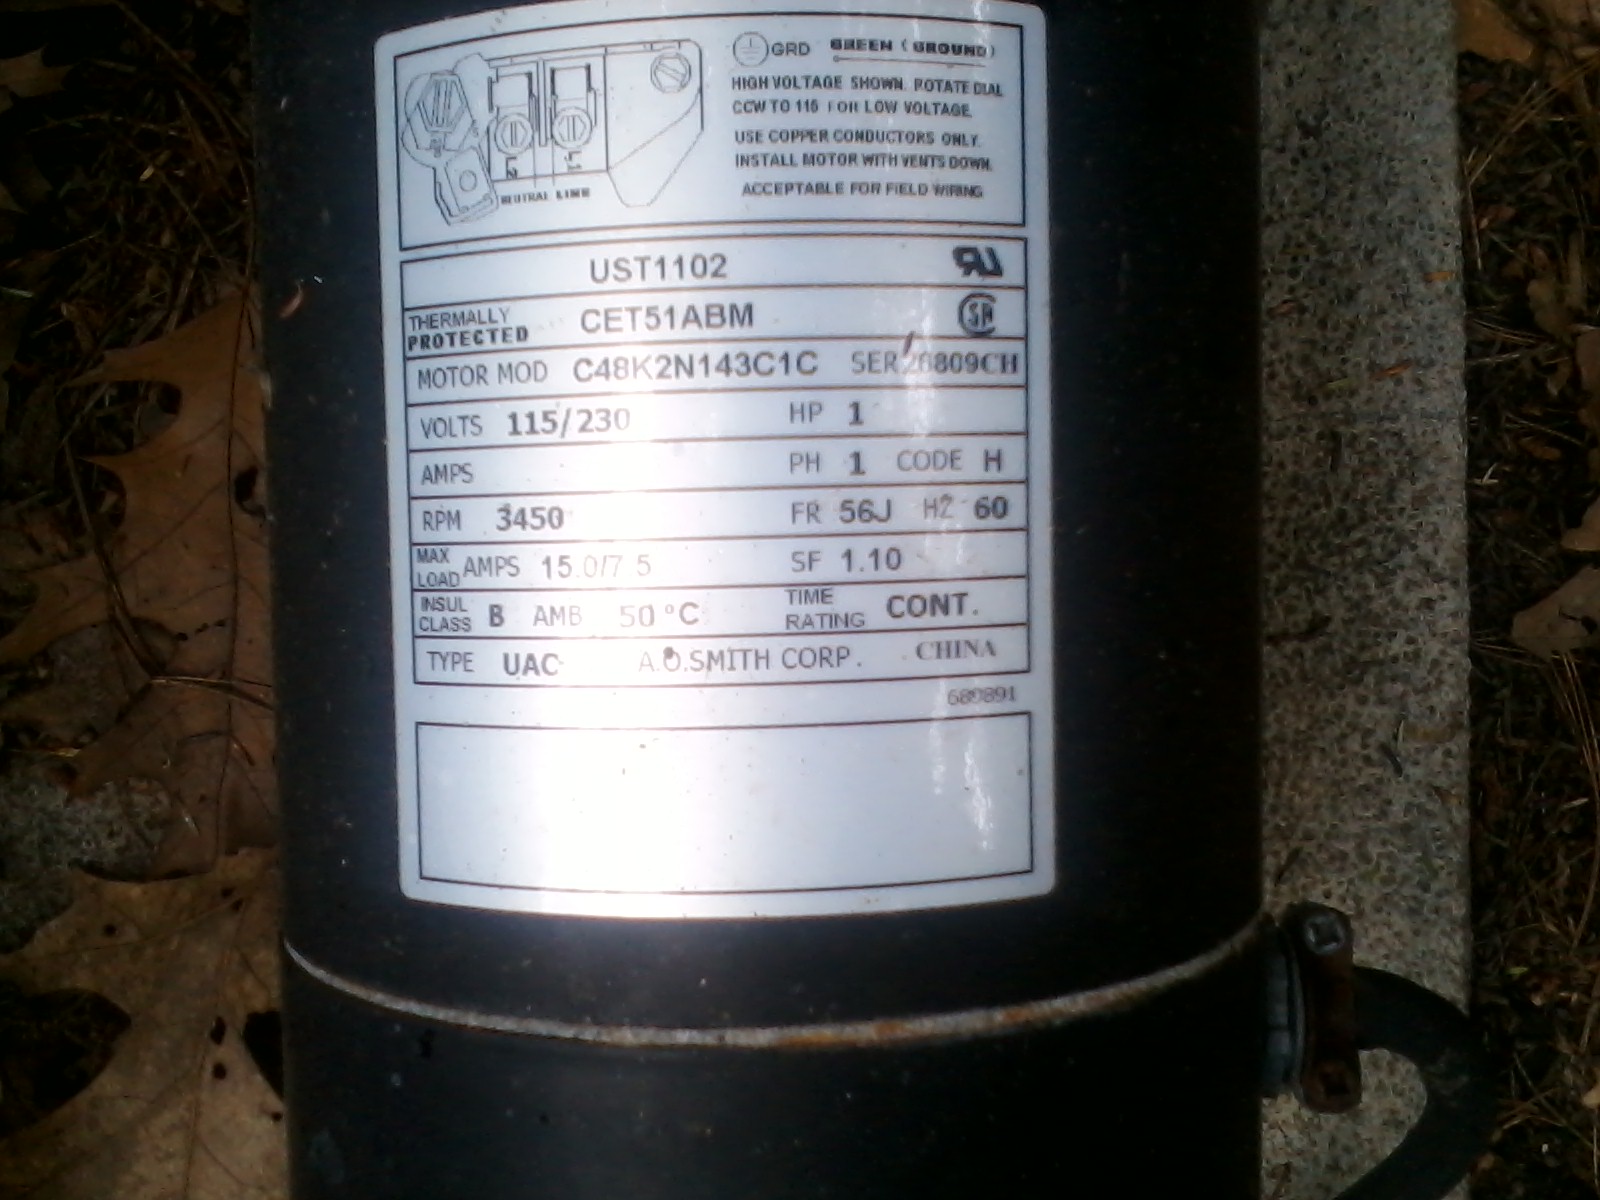 GRD GREEN (GROUND)
HIGH VOLTAGE SHOWN. ROTATE DIAL
CCW TO 115 FOR LOW VOLTAGE.
USE COPPER CONDUCTORS ONLY.
INSTALL MOTOR WITH VENTS DOWN.
ACCEPTABLE FOR FIELD WIRING
L2 L1
NEUTRAL LINE
UST1102
THERMALLY PROTECTED CET51ABM
MOTOR MOD C48K2N143C1C SER
VOLTS 115/230 HP 1
AMPS PH 1 CODE H
RPM 3450 FR 56J HZ 60
MAX LOAD AMPS 15.0/7.5 SF 1.10
INSUL CLASS B AMB 50°C TIME RATING CONT.
TYPE UAC A.O.SMITH CORP. CHINA